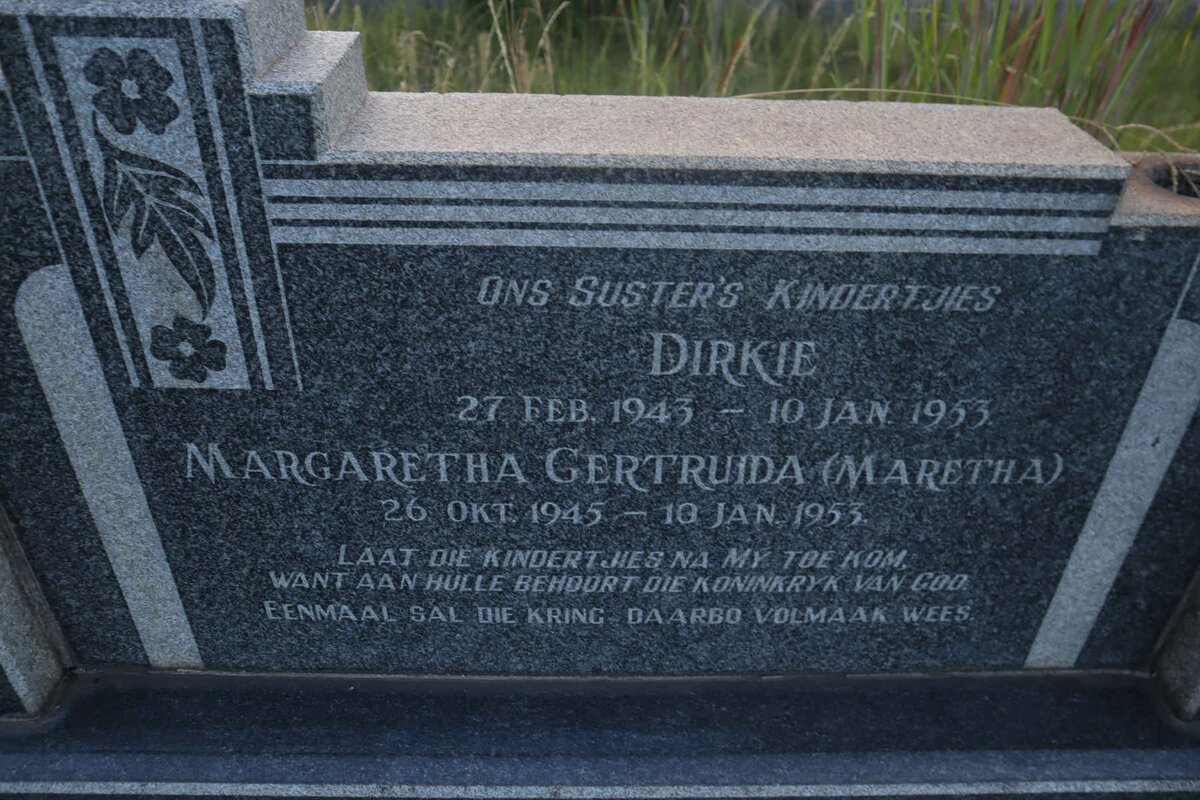 ONS SUSTER'S KINDERTJIES
DIRKIE
27 FEB. 1943 – 10 JAN. 1953.
MARGARETHA GERTRUIDA (MARETHA)
26 OKT. 1945 – 10 JAN. 1953.
LAAT DIE KINDERTJIES NA MY TOE KOM,
WANT AAN HULLE BEHOORT DIE KONINKRYK VAN GOD.
EENMAAL SAL DIE KRING DAARBO VOLMAAK WEES.